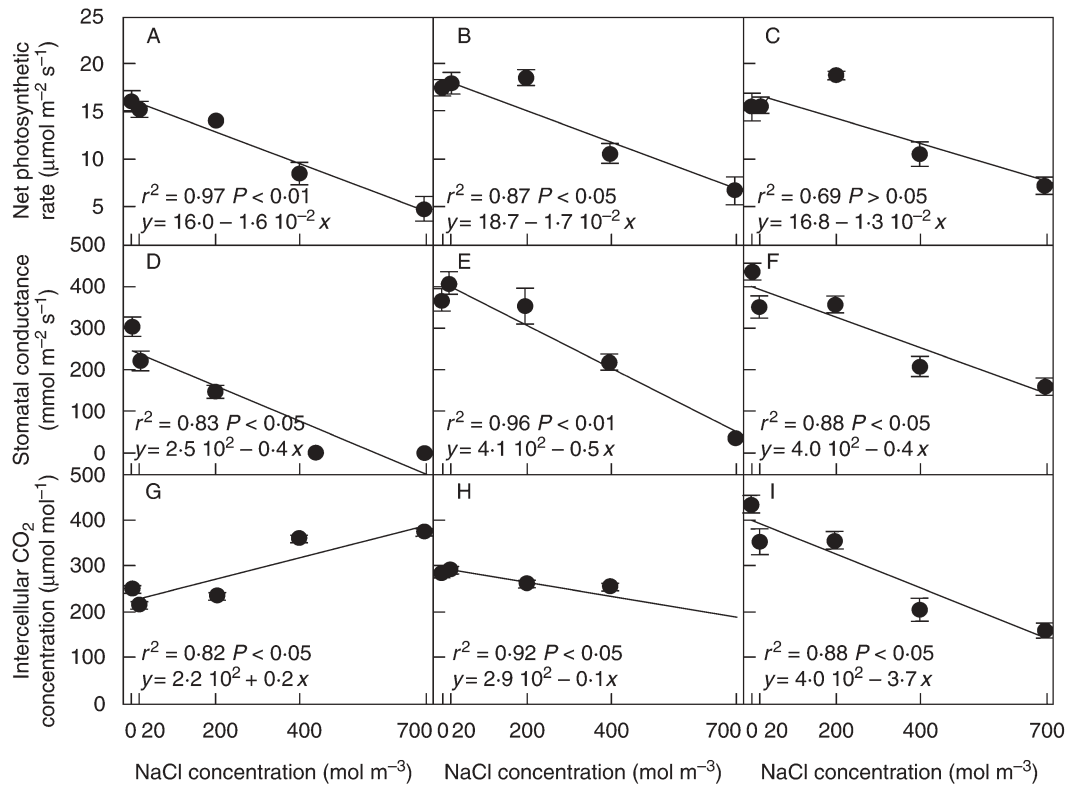 Net photosynthetic
rate (μmol m⁻² s⁻¹)
25
20
15
10
5
A
r² = 0·97 P < 0·01
y = 16·0 – 1·6 10⁻² x
B
r² = 0·87 P < 0·05
y = 18·7 – 1·7 10⁻² x
C
r² = 0·69 P > 0·05
y = 16·8 – 1·3 10⁻² x
Stomatal conductance
(mmol m⁻² s⁻¹)
500
400
300
200
100
0
D
r² = 0·83 P < 0·05
y = 2·5 10² – 0·4 x
E
r² = 0·96 P < 0·01
y = 4·1 10² – 0·5 x
F
r² = 0·88 P < 0·05
y = 4·0 10² – 0·4 x
Intercellular CO₂
concentration (μmol mol⁻¹)
500
400
300
200
100
0
G
r² = 0·82 P < 0·05
y = 2·2 10² + 0·2 x
H
r² = 0·92 P < 0·05
y = 2·9 10² – 0·1 x
I
r² = 0·88 P < 0·05
y = 4·0 10² – 3·7 x
0 20 200 400 700
0 20 200 400 700
0 20 200 400 700
NaCl concentration (mol m⁻³)
NaCl concentration (mol m⁻³)
NaCl concentration (mol m⁻³)